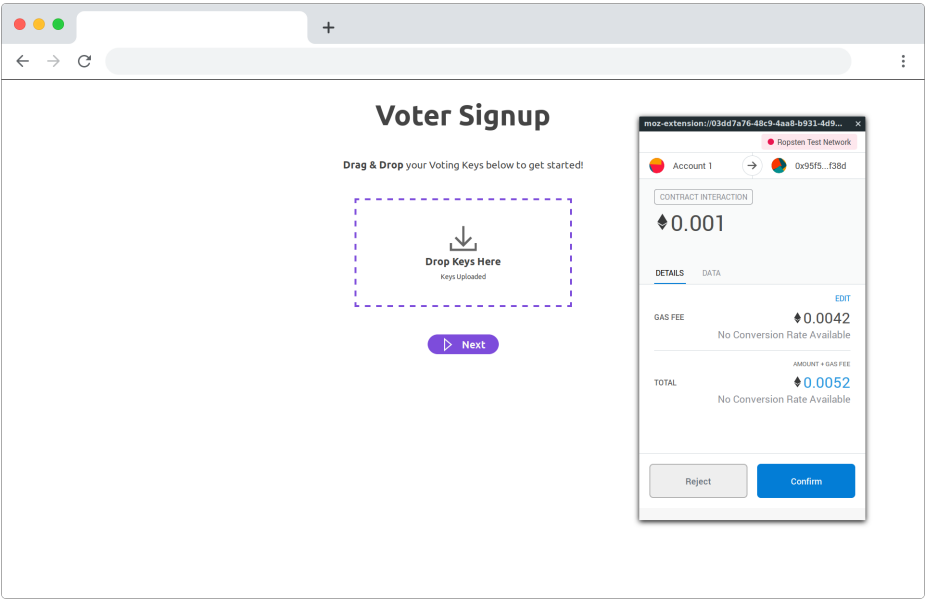 Voter Signup
Drag & Drop your Voting Keys below to get started!
Drop Keys Here
Keys Uploaded
Next
moz-extension://03dd7a76-48c9-4aa8-b931-4d9...
Ropsten Test Network
Account 1
0x95f5...f38d
CONTRACT INTERACTION
0.001
DETAILS DATA
EDIT
GAS FEE 0.0042
No Conversion Rate Available
AMOUNT + GAS FEE
TOTAL 0.0052
No Conversion Rate Available
Reject Confirm